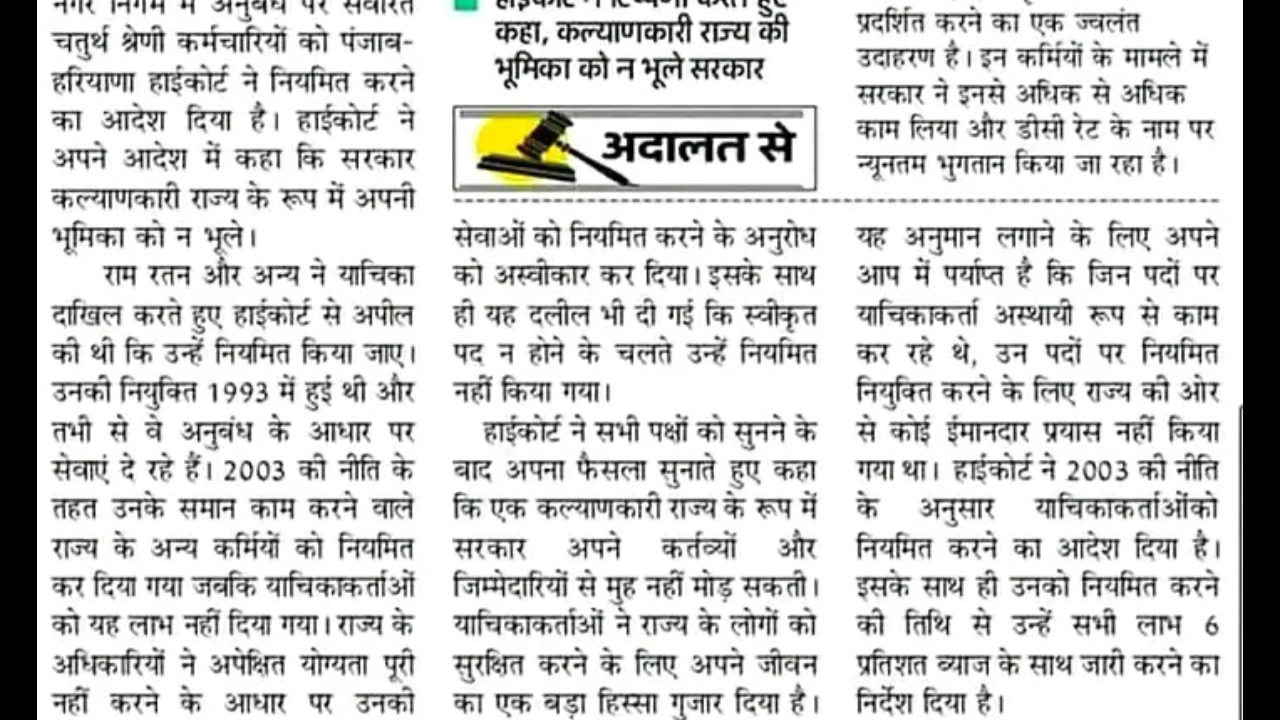 नगर निगम में अनुबंध पर सेवारत
चतुर्थ श्रेणी कर्मचारियों को पंजाब-
हरियाणा हाईकोर्ट ने नियमित करने
का आदेश दिया है। हाईकोर्ट ने
अपने आदेश में कहा कि सरकार
कल्याणकारी राज्य के रूप में अपनी
भूमिका को न भूले।
राम रतन और अन्य ने याचिका
दाखिल करते हुए हाईकोर्ट से अपील
की थी कि उन्हें नियमित किया जाए।
उनकी नियुक्ति 1993 में हुई थी और
तभी से वे अनुबंध के आधार पर
सेवाएं दे रहे हैं। 2003 की नीति के
तहत उनके समान काम करने वाले
राज्य के अन्य कर्मियों को नियमित
कर दिया गया जबकि याचिकाकर्ताओं
को यह लाभ नहीं दिया गया। राज्य के
अधिकारियों ने अपेक्षित योग्यता पूरी
नहीं करने के आधार पर उनकी
हाईकोर्ट ने टिप्पणी करते हुए
कहा, कल्याणकारी राज्य की
भूमिका को न भूले सरकार
अदालत से
सेवाओं को नियमित करने के अनुरोध
को अस्वीकार कर दिया। इसके साथ
ही यह दलील भी दी गई कि स्वीकृत
पद न होने के चलते उन्हें नियमित
नहीं किया गया।
हाईकोर्ट ने सभी पक्षों को सुनने के
बाद अपना फैसला सुनाते हुए कहा
कि एक कल्याणकारी राज्य के रूप में
सरकार अपने कर्तव्यों और
जिम्मेदारियों से मुह नहीं मोड़ सकती।
याचिकाकर्ताओं ने राज्य के लोगों को
सुरक्षित करने के लिए अपने जीवन
का एक बड़ा हिस्सा गुजार दिया है।
प्रदर्शित करने का एक ज्वलंत
उदाहरण है। इन कर्मियों के मामले में
सरकार ने इनसे अधिक से अधिक
काम लिया और डीसी रेट के नाम पर
न्यूनतम भुगतान किया जा रहा है।
यह अनुमान लगाने के लिए अपने
आप में पर्याप्त है कि जिन पदों पर
याचिकाकर्ता अस्थायी रूप से काम
कर रहे थे, उन पदों पर नियमित
नियुक्ति करने के लिए राज्य की ओर
से कोई ईमानदार प्रयास नहीं किया
गया था। हाईकोर्ट ने 2003 की नीति
के अनुसार याचिकाकर्ताओंको
नियमित करने का आदेश दिया है।
इसके साथ ही उनको नियमित करने
की तिथि से उन्हें सभी लाभ 6
प्रतिशत ब्याज के साथ जारी करने का
निर्देश दिया है।